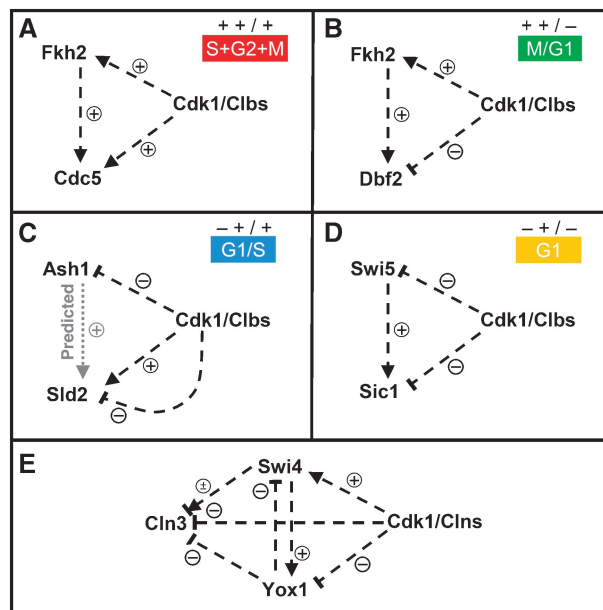 A
+ + / +
S+G2+M
Fkh2
⊕
Cdk1/Clbs
⊕
⊕
Cdc5
B
+ + / −
M/G1
Fkh2
⊕
Cdk1/Clbs
⊕
⊖
Dbf2
C
− + / +
G1/S
Ash1
⊖
Predicted
⊕
Cdk1/Clbs
⊕
Sld2
⊖
D
− + / −
G1
Swi5
⊖
⊕
Cdk1/Clbs
⊖
Sic1
E
Swi4
±
⊖
⊕
Cln3
⊖
Cdk1/Clns
⊖
⊕
⊖
Yox1